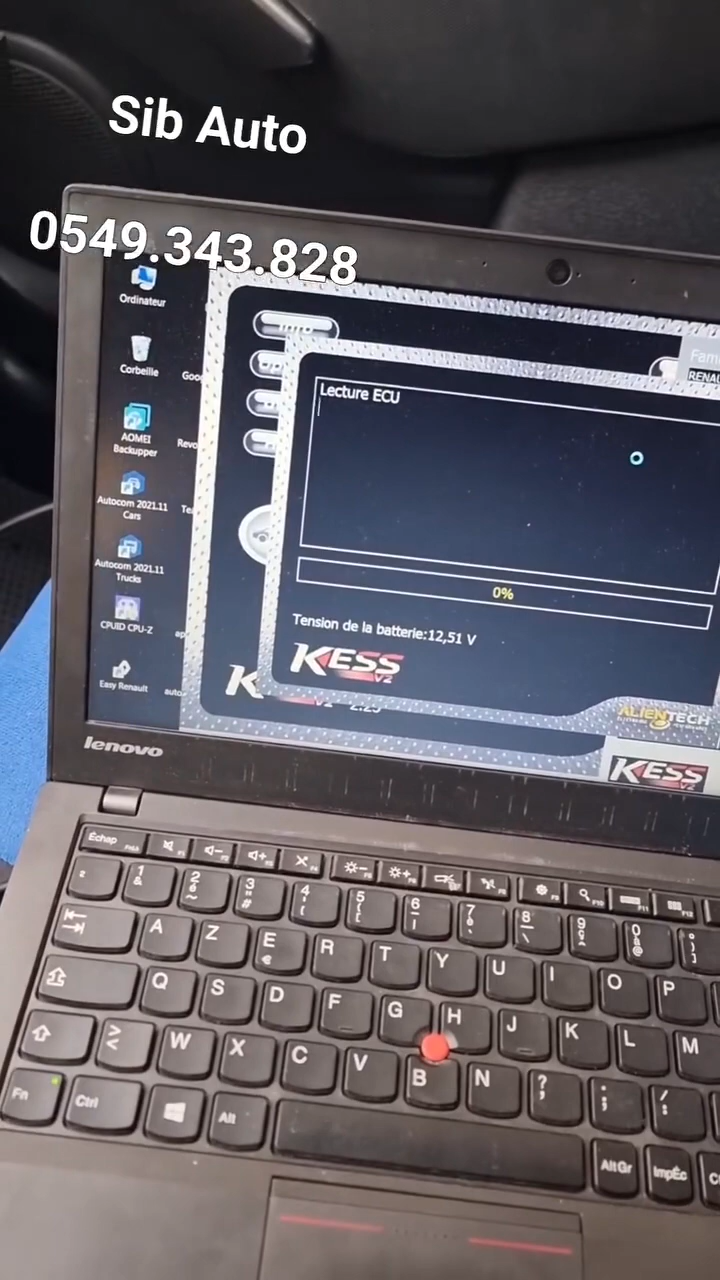 Sib Auto
0549.343.828
Ordinateur
Corbeille
AOMEI
Backupper
Autocom 2021.11
Cars
Autocom 2021.11
Trucks
CPUID CPU-Z
Easy Renault
Info
Lecture ECU
0%
Tension de la batterie:12,51 V
KESS
V2
ALIENTECH
KESS
V2
lenovo
Échap
A Z E R T Y U I O P
Q S D F G H J K L M
W X C V B N
Fn Ctrl Alt AltGr ImpÉc